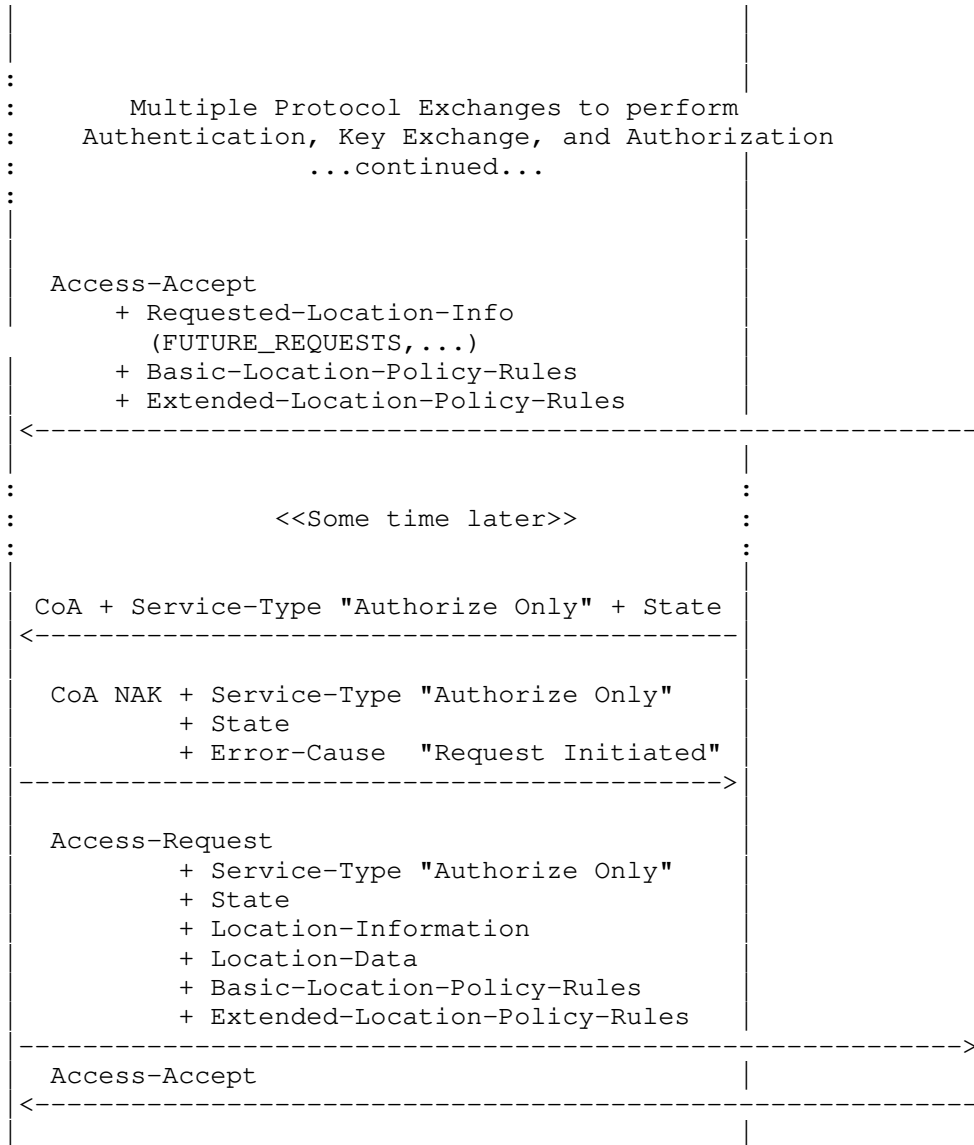 Multiple Protocol Exchanges to perform
Authentication, Key Exchange, and Authorization
...continued...
Access-Accept
+ Requested-Location-Info
(FUTURE_REQUESTS,...)
+ Basic-Location-Policy-Rules
+ Extended-Location-Policy-Rules
<<Some time later>>
CoA + Service-Type "Authorize Only" + State
CoA NAK + Service-Type "Authorize Only"
+ State
+ Error-Cause "Request Initiated"
Access-Request
+ Service-Type "Authorize Only"
+ State
+ Location-Information
+ Location-Data
+ Basic-Location-Policy-Rules
+ Extended-Location-Policy-Rules
Access-Accept